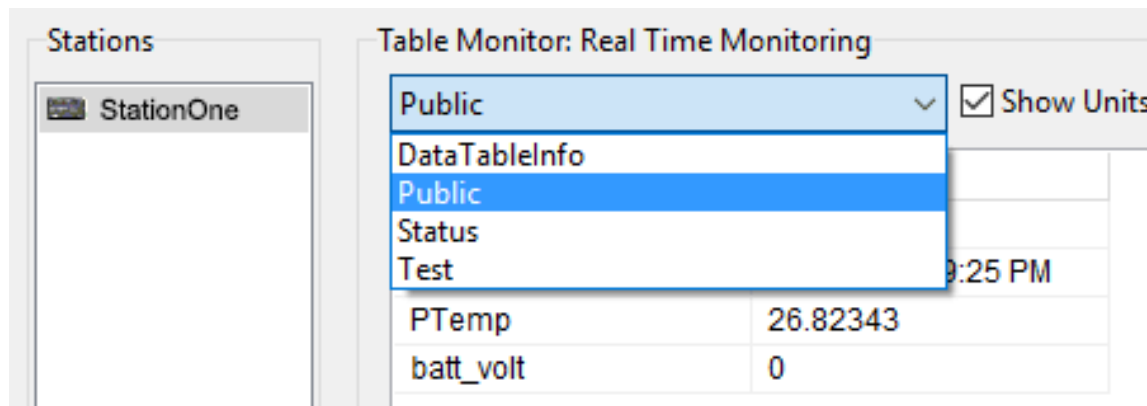 Stations
StationOne
Table Monitor: Real Time Monitoring
Public
Show Units
DataTableInfo
Public
Status
Test
:25 PM
PTemp 26.82343
batt_volt 0